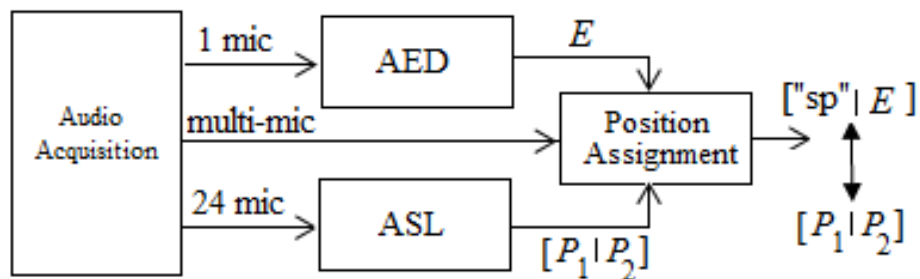 Audio
Acquisition
1 mic
AED
E
multi-mic
Position
Assignment
["sp" | E ]
24 mic
ASL
[P₁|P₂]
[P₁|P₂]